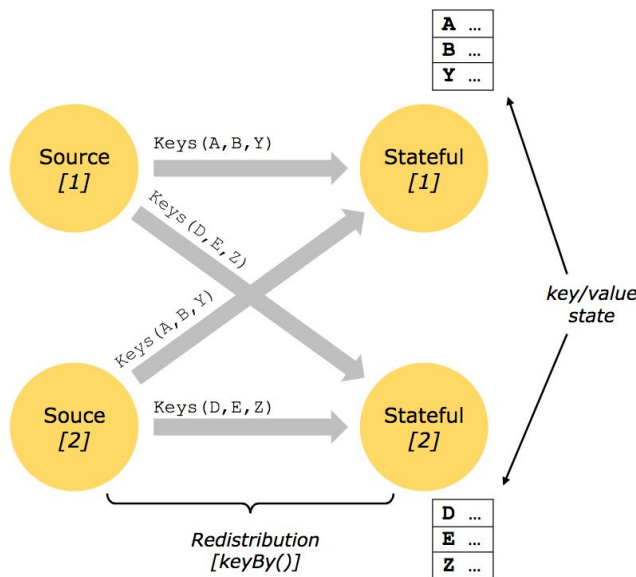 A ...
B ...
Y ...
Keys(A,B,Y)
Source
[1]
Stateful
[1]
Keys(D,E,Z)
key/value
state
Keys(A,B,Y)
Souce
[2]
Keys(D,E,Z)
Stateful
[2]
Redistribution
[keyBy()]
D ...
E ...
Z ...